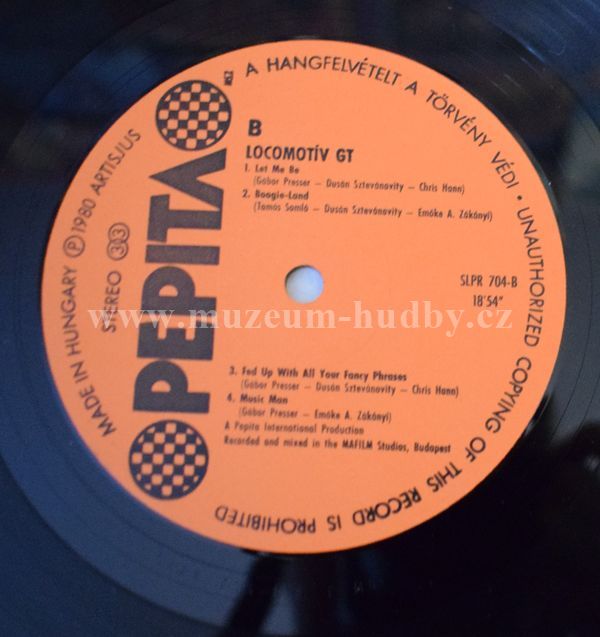 A HANGFELVÉTELT A TÖRVÉNY VÉDI · UNAUTHORIZED COPYING OF THIS RECORD IS PROHIBITED
MADE IN HUNGARY Ⓟ 1980 ARTISJUS
STEREO 33
PEPITA
B
LOCOMOTÍV GT
1. Let Me Be
(Gábor Presser – Dusán Sztevánovity – Chris Hann)
2. Boogie-Land
(Tamás Somló – Dusán Sztevánovity – Emőke A. Zákányi)
SLPR 704-B
18'54"
www.muzeum-hudby.cz
3. Fed Up With All Your Fancy Phrases
(Gábor Presser – Dusán Sztevánovity – Chris Hann)
4. Music Man
(Gábor Presser – Emőke A. Zákányi)
A Pepita International Production
Recorded and mixed in the MAFILM Studios, Budapest